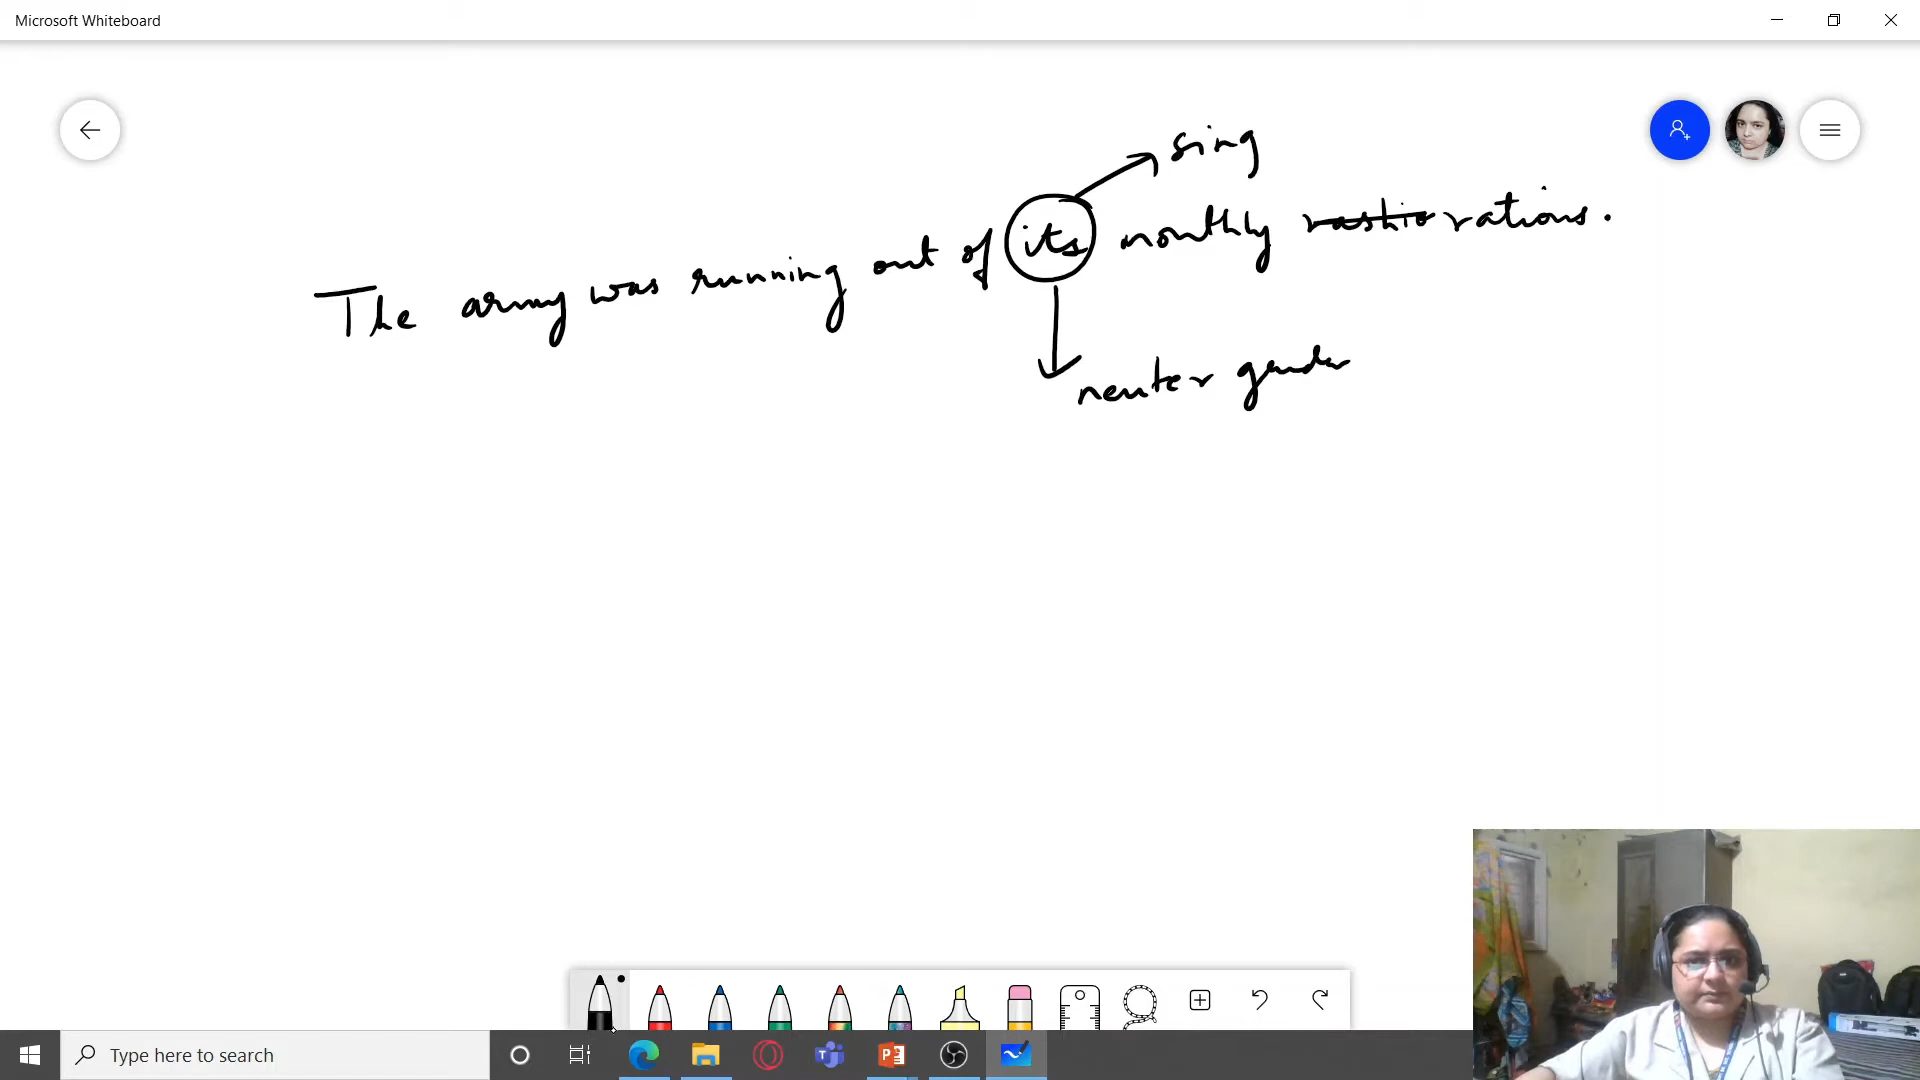 Microsoft Whiteboard
sing
The army was running out of its monthly rashio rations.
neuter gender
Type here to search